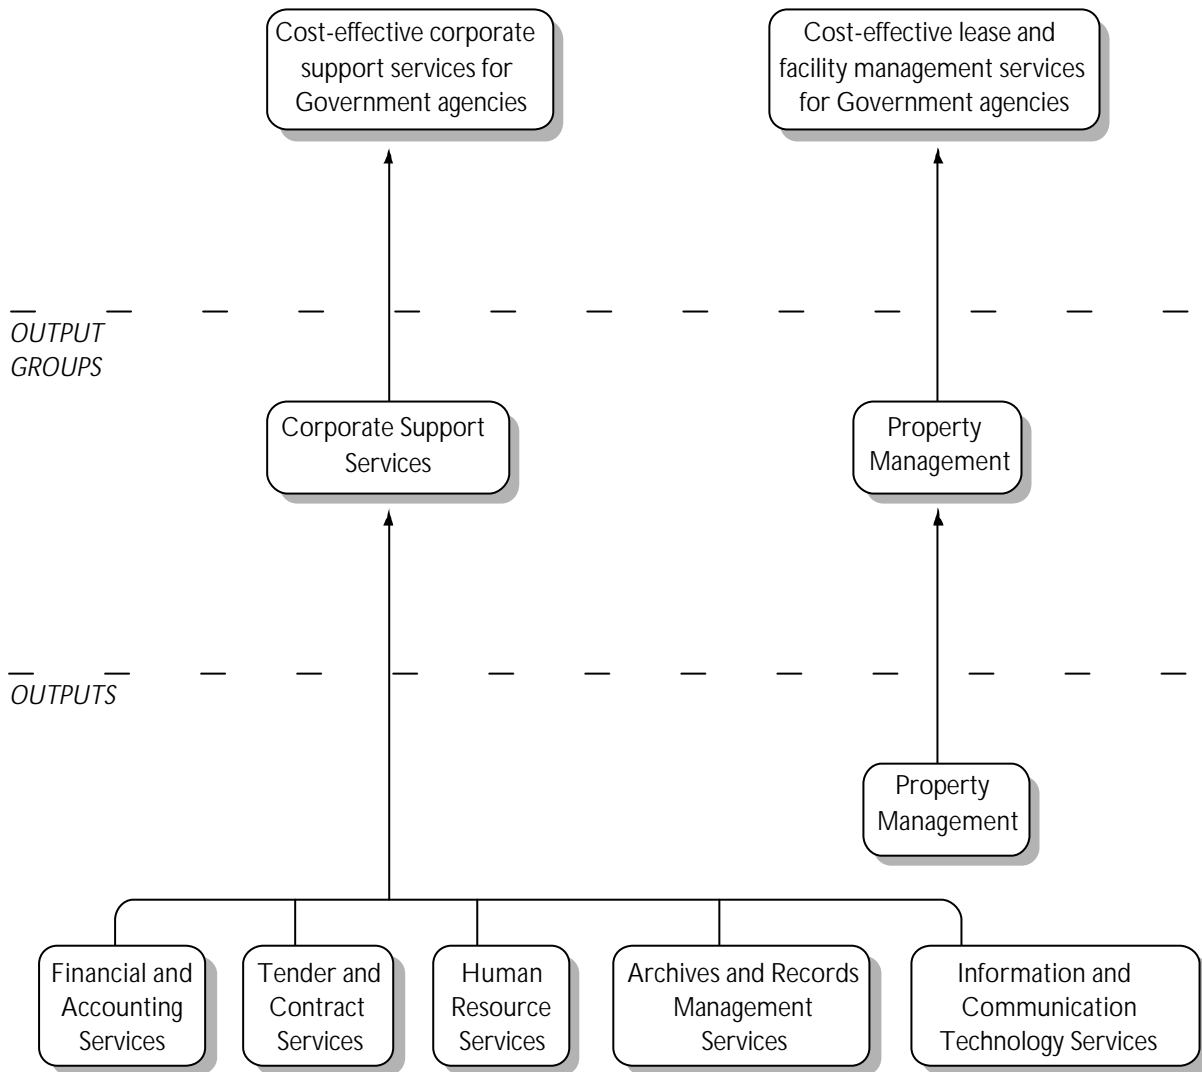 Cost-effective corporate
support services for
Government agencies
Cost-effective lease and
facility management services
for Government agencies
OUTPUT
GROUPS
Corporate Support
Services
Property
Management
OUTPUTS
Property
Management
Financial and
Accounting
Services
Tender and
Contract
Services
Human
Resource
Services
Archives and Records
Management
Services
Information and
Communication
Technology Services